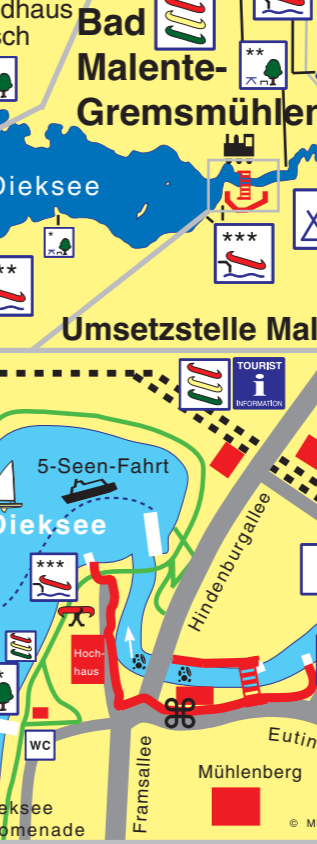 dhaus
sch
Bad
Malente-
Gremsmühlen
**
Dieksee
*
***
**
Umsetzstelle Mal
TOURIST
i
INFORMATION
5-Seen-Fahrt
Dieksee
***
Hindenburgallee
Hoch-
haus
WC
Framsallee
Eutin
Mühlenberg
eksee
omenade
© M